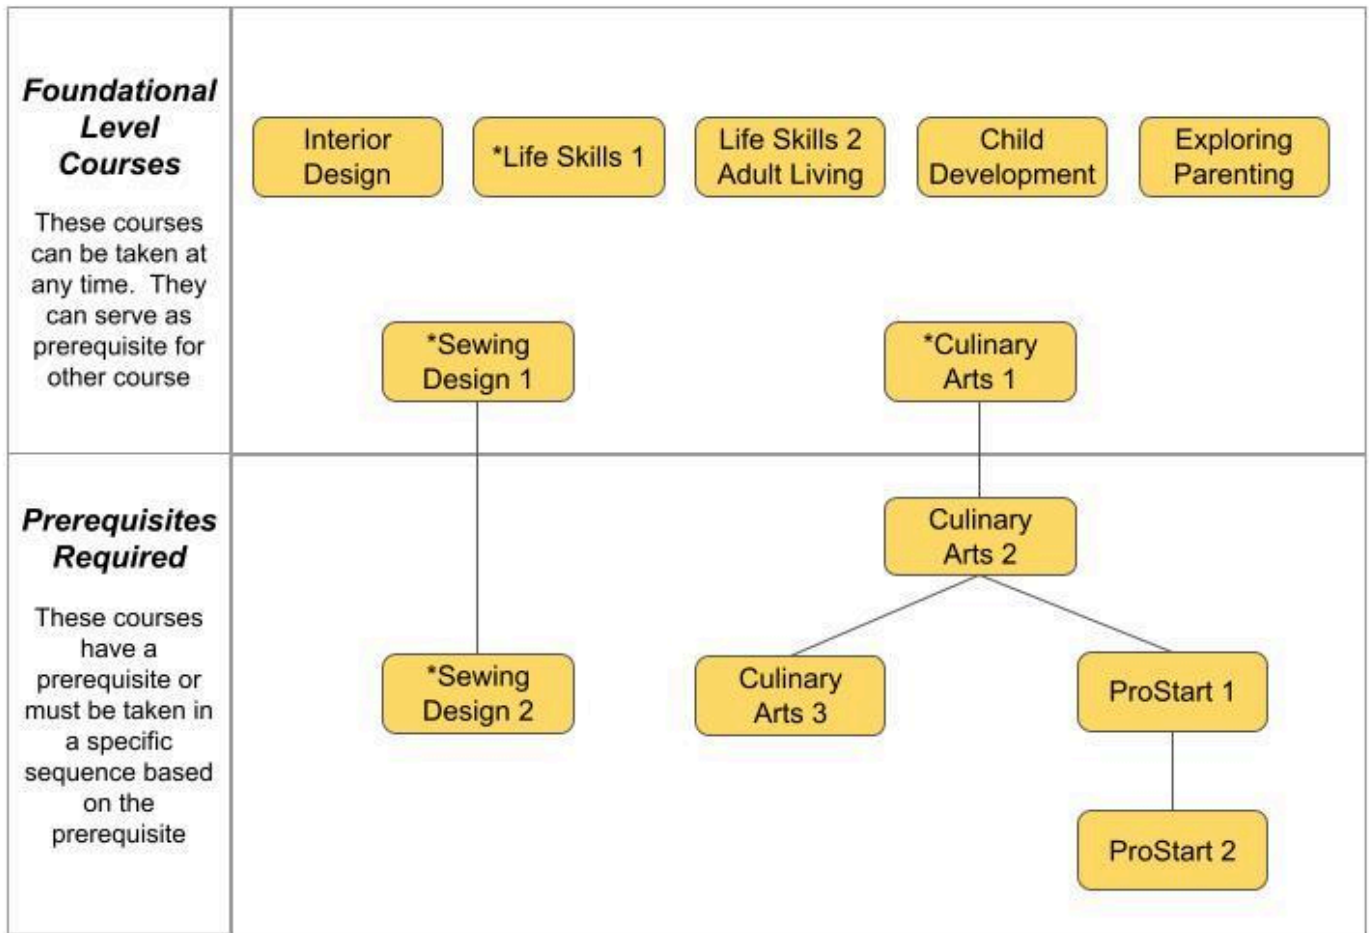 Foundational
Level
Courses
These courses
can be taken at
any time.  They
can serve as
prerequisite for
other course
Interior
Design
*Life Skills 1
Life Skills 2
Adult Living
Child
Development
Exploring
Parenting
*Sewing
Design 1
*Culinary
Arts 1
Prerequisites
Required
These courses
have a
prerequisite or
must be taken in
a specific
sequence based
on the
prerequisite
Culinary
Arts 2
*Sewing
Design 2
Culinary
Arts 3
ProStart 1
ProStart 2